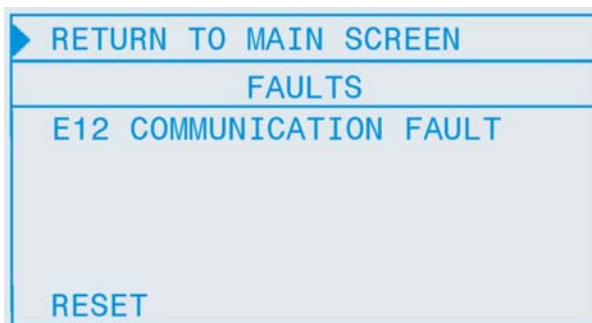 RETURN TO MAIN SCREEN
FAULTS
E12 COMMUNICATION FAULT
RESET